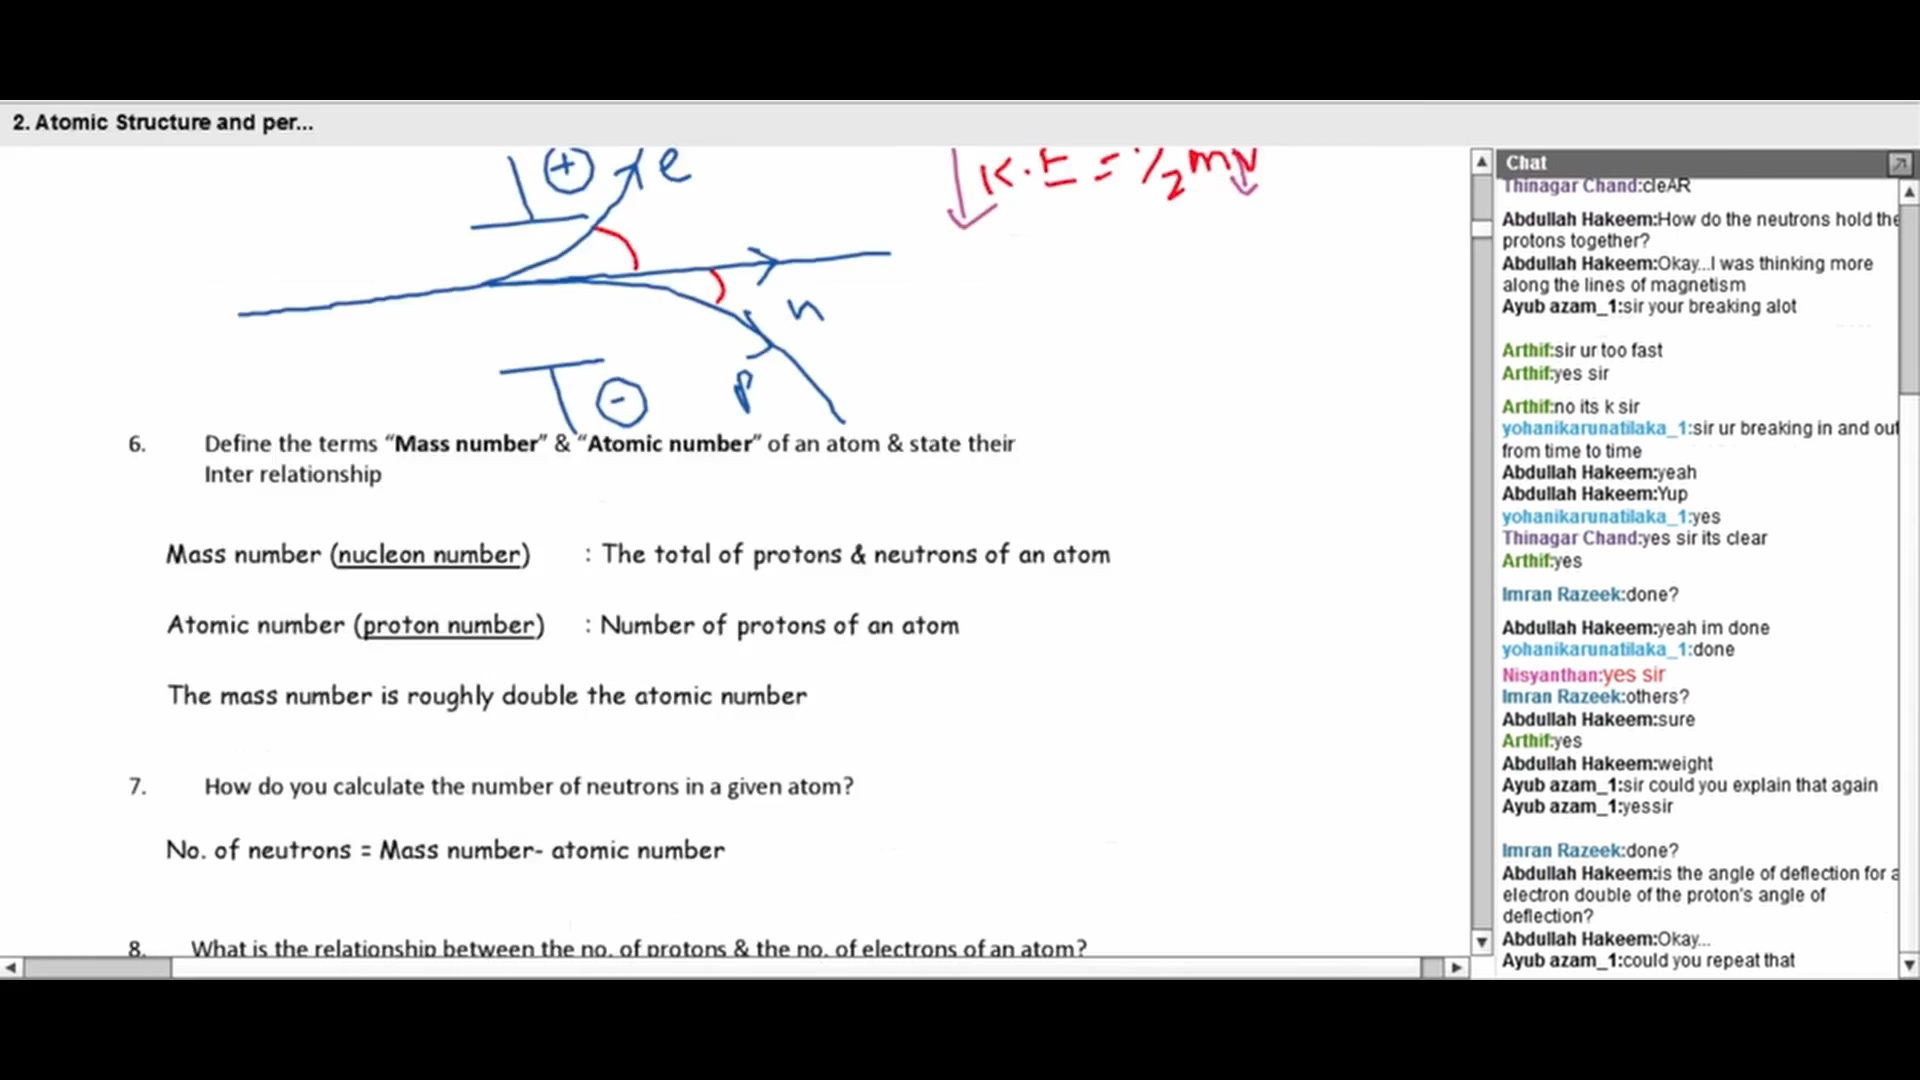 2. Atomic Structure and per...
+ e
K.E = 1/2 mv
n
p
-
6. Define the terms “Mass number” & “Atomic number” of an atom & state their
Inter relationship
Mass number (nucleon number) : The total of protons & neutrons of an atom
Atomic number (proton number) : Number of protons of an atom
The mass number is roughly double the atomic number
7. How do you calculate the number of neutrons in a given atom?
No. of neutrons = Mass number- atomic number
8. What is the relationship between the no. of protons & the no. of electrons of an atom?
Chat
Thinagar Chand:cleAR
Abdullah Hakeem:How do the neutrons hold the
protons together?
Abdullah Hakeem:Okay...I was thinking more
along the lines of magnetism
Ayub azam_1:sir your breaking alot
Arthif:sir ur too fast
Arthif:yes sir
Arthif:no its k sir
yohanikarunatilaka_1:sir ur breaking in and out
from time to time
Abdullah Hakeem:yeah
Abdullah Hakeem:Yup
yohanikarunatilaka_1:yes
Thinagar Chand:yes sir its clear
Arthif:yes
Imran Razeek:done?
Abdullah Hakeem:yeah im done
yohanikarunatilaka_1:done
Nisyanthan:yes sir
Imran Razeek:others?
Abdullah Hakeem:sure
Arthif:yes
Abdullah Hakeem:weight
Ayub azam_1:sir could you explain that again
Ayub azam_1:yessir
Imran Razeek:done?
Abdullah Hakeem:is the angle of deflection for a
electron double of the proton's angle of
deflection?
Abdullah Hakeem:Okay...
Ayub azam_1:could you repeat that